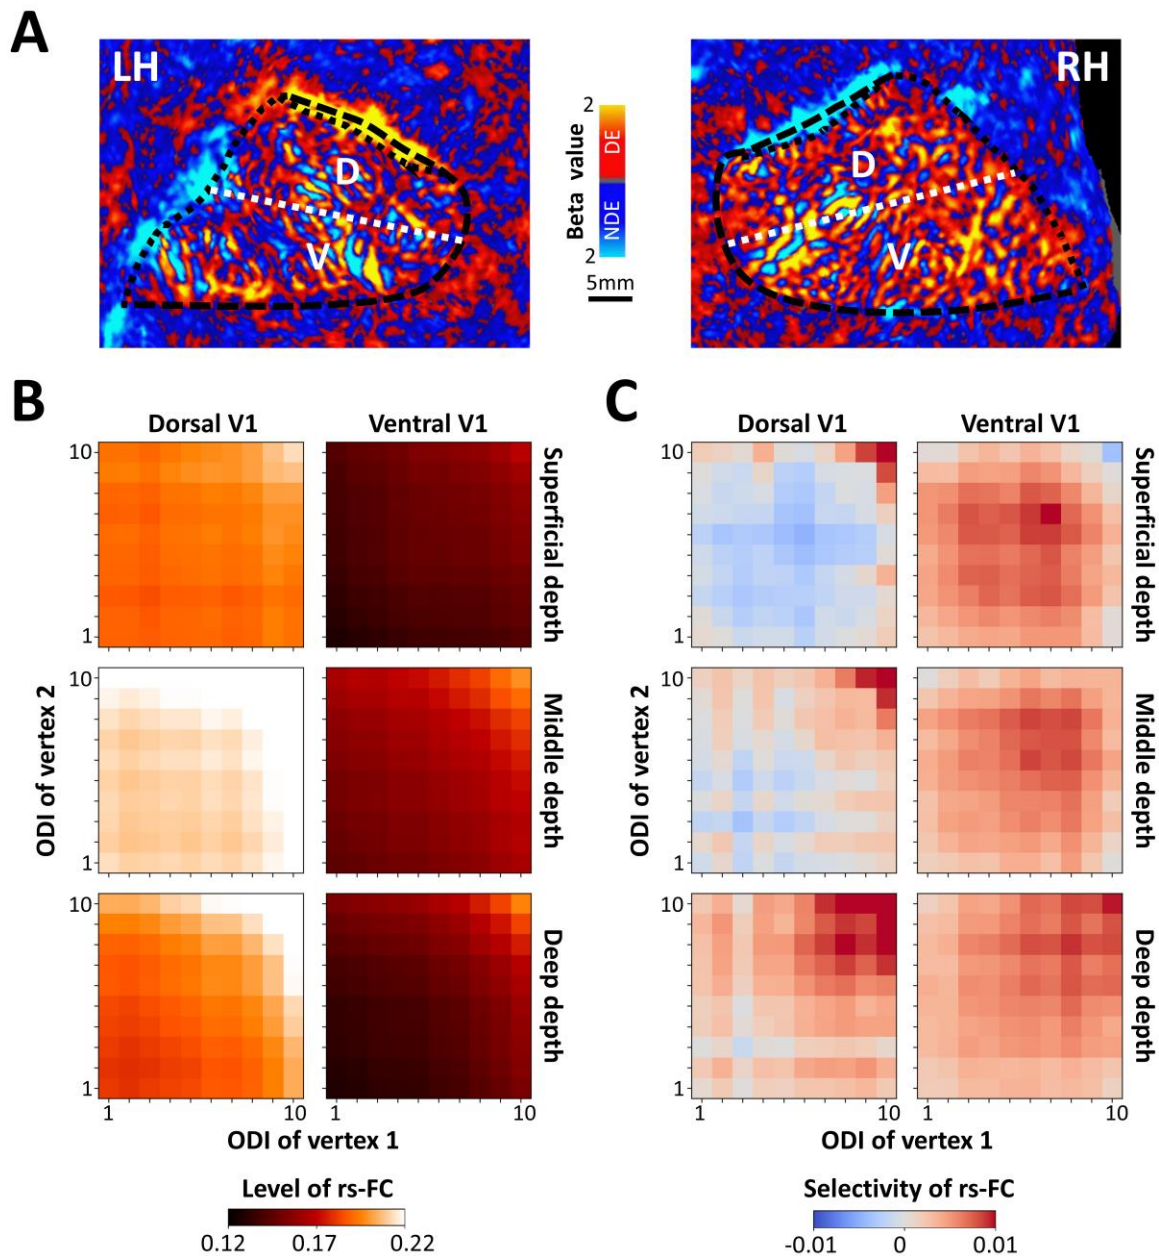 A
LH
RH
D
V
D
V
2
DE
NDE
2
Beta value
5mm
B
C
Dorsal V1
Ventral V1
Dorsal V1
Ventral V1
10
1
Superficial depth
10
1
Superficial depth
10
1
Middle depth
10
1
Middle depth
10
1
Deep depth
10
1
Deep depth
ODI of vertex 2
ODI of vertex 2
1
10
1
10
1
10
1
10
ODI of vertex 1
ODI of vertex 1
Level of rs-FC
0.12
0.17
0.22
Selectivity of rs-FC
-0.01
0
0.01